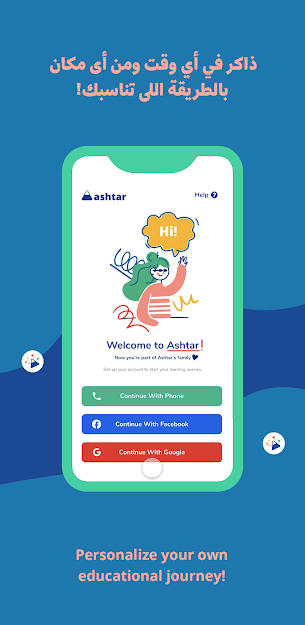 ذاكر في أي وقت ومن أى مكان
بالطريقة اللى تناسبك!
ashtar
Help ?
Hi!
Welcome to Ashtar!
Now you're part of Ashtar's family
Set up your account to start your learning journey.
Continue With Phone
Continue With Facebook
Continue With Google
Personalize your own
educational journey!